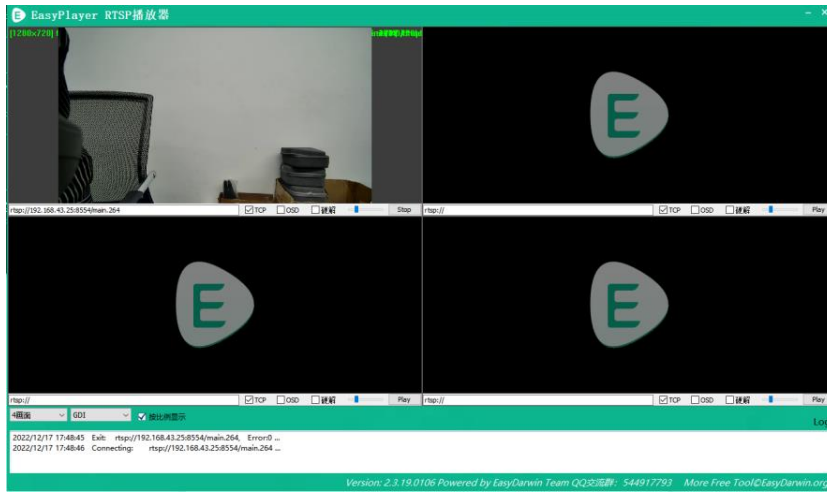 EasyPlayer RTSP播放器
[1280x720]
rtsp://192.168.43.25:8554/main.264 TCP OSD 硬解 Stop
rtsp:// TCP OSD 硬解 Play
rtsp:// TCP OSD 硬解 Play
rtsp:// TCP OSD 硬解 Play
4画面 GDI 按比例显示
Log
2022/12/17 17:48:45 Exit: rtsp://192.168.43.25:8554/main.264, Error:0 ...
2022/12/17 17:48:46 Connecting: rtsp://192.168.43.25:8554/main.264 ...
Version: 2.3.19.0106 Powered by EasyDarwin Team QQ交流群：544917793 More Free Tool©EasyDarwin.org